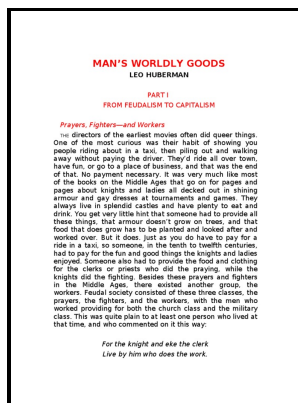 MAN'S WORLDLY GOODS
LEO HUBERMAN
PART I
FROM FEUDALISM TO CAPITALISM
Prayers, Fighters—and Workers
THE directors of the earliest movies often did queer things.
One of the most curious was their habit of showing you
people riding about in a taxi, then piling out and walking
away without paying the driver. They'd ride all over town,
have fun, or go to a place of business, and that was the end
of that. No payment necessary. It was very much like most
of the books on the Middle Ages that go on for pages and
pages about knights and ladies all decked out in shining
armour and gay dresses at tournaments and games. They
always live in splendid castles and have plenty to eat and
drink. You get very little hint that someone had to provide all
these things, that armour doesn't grow on trees, and that
food that does grow has to be planted and looked after and
worked over. But it does. Just as you do have to pay for a
ride in a taxi, so someone, in the tenth to twelfth centuries,
had to pay for the fun and good things the knights and ladies
enjoyed. Someone also had to provide the food and clothing
for the clerks or priests who did the praying, while the
knights did the fighting. Besides these prayers and fighters
in the Middle Ages, there existed another group, the
workers. Feudal society consisted of these three classes, the
prayers, the fighters, and the workers, with the men who
worked providing for both the church class and the military
class. This was quite plain to at least one person who lived at
that time, and who commented on it this way:
For the knight and eke the clerk
Live by him who does the work.